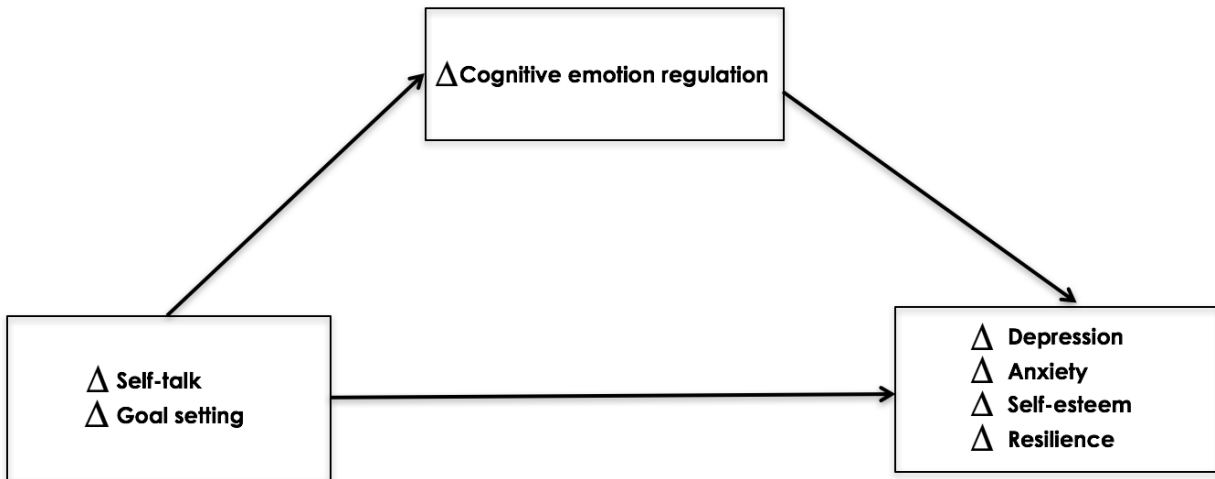 Δ Cognitive emotion regulation
Δ Self-talk
Δ Goal setting
Δ Depression
Δ Anxiety
Δ Self-esteem
Δ Resilience